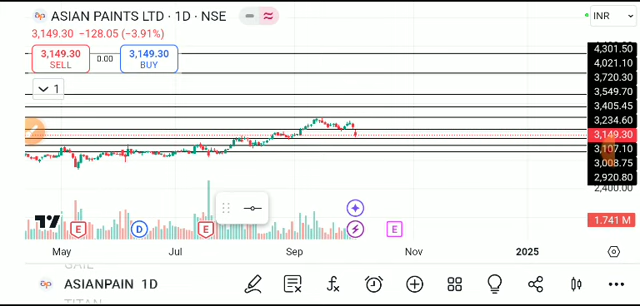 ASIAN PAINTS LTD · 1D · NSE
INR
3,149.30 −128.05 (−3.91%)
3,149.30 SELL
0.00
3,149.30 BUY
1
4,301.50
4,021.10
3,720.30
3,549.70
3,405.45
3,234.60
3,149.30
3,107.10
3,003.75
2,920.80
2,400.00
1.741 M
E
D
E
E
May
Jul
Sep
Nov
2025
ASIANPAIN 1D